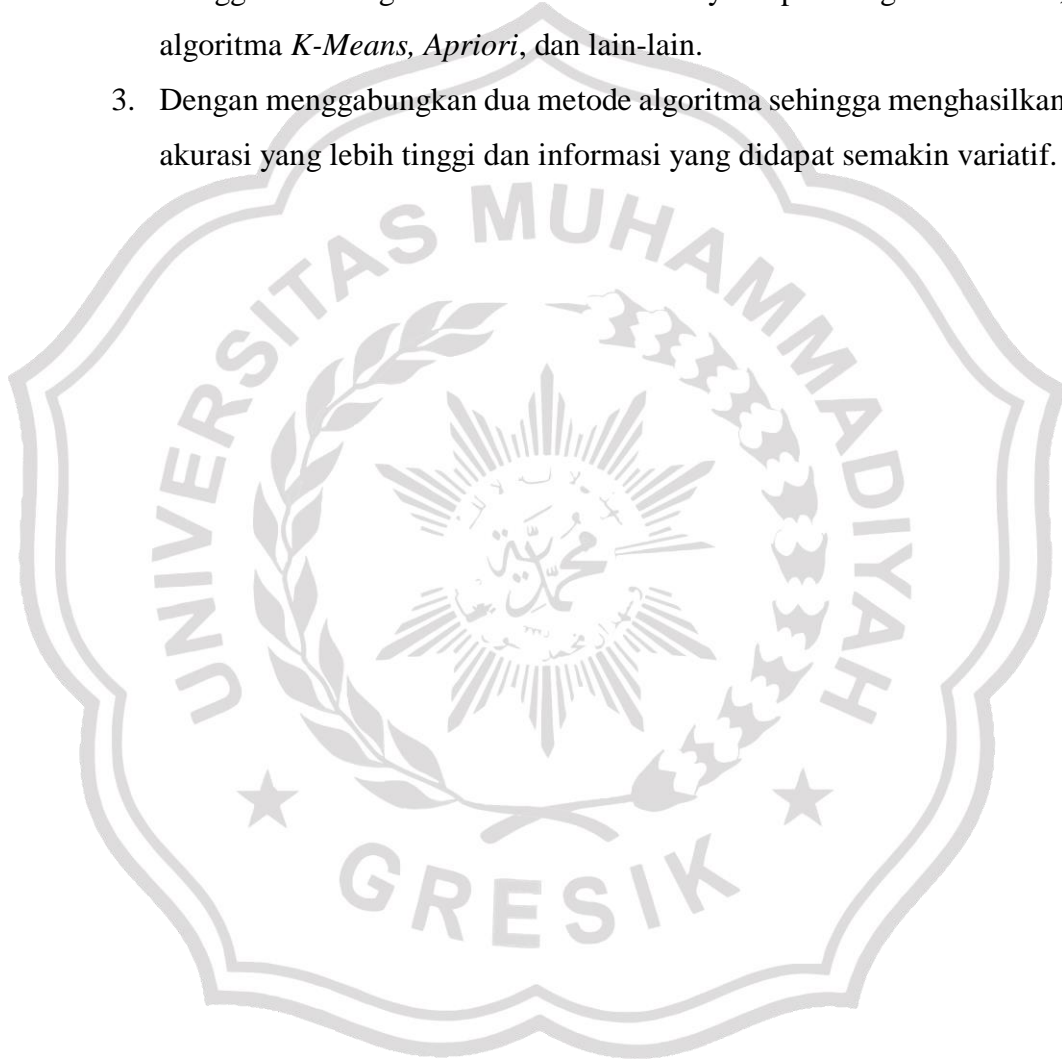 algoritma K-Means, Apriori, dan lain-lain.
3. Dengan menggabungkan dua metode algoritma sehingga menghasilkan
akurasi yang lebih tinggi dan informasi yang didapat semakin variatif.
UNIVERSITAS MUHAMMADIYAH
محمد
GRESIK